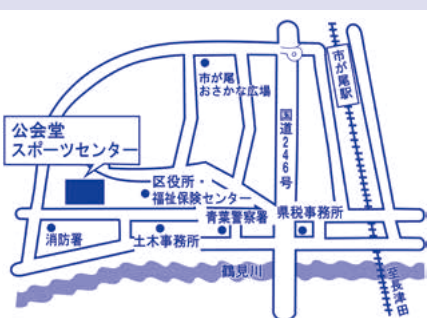 市が尾
おさかな広場
国道246号
市が尾駅
公会堂
スポーツセンター
区役所・
福祉保険センター
青葉警察署
県税事務所
消防署
土木事務所
鶴見川
至長津田